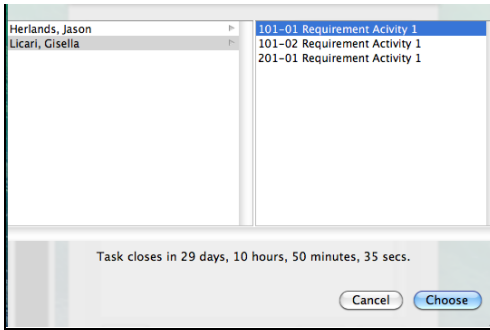 Herlands, Jason
Licari, Gisella
101-01 Requirement Acivity 1
101-02 Requirement Activity 1
201-01 Requirement Activity 1
Task closes in 29 days, 10 hours, 50 minutes, 35 secs.
Cancel
Choose